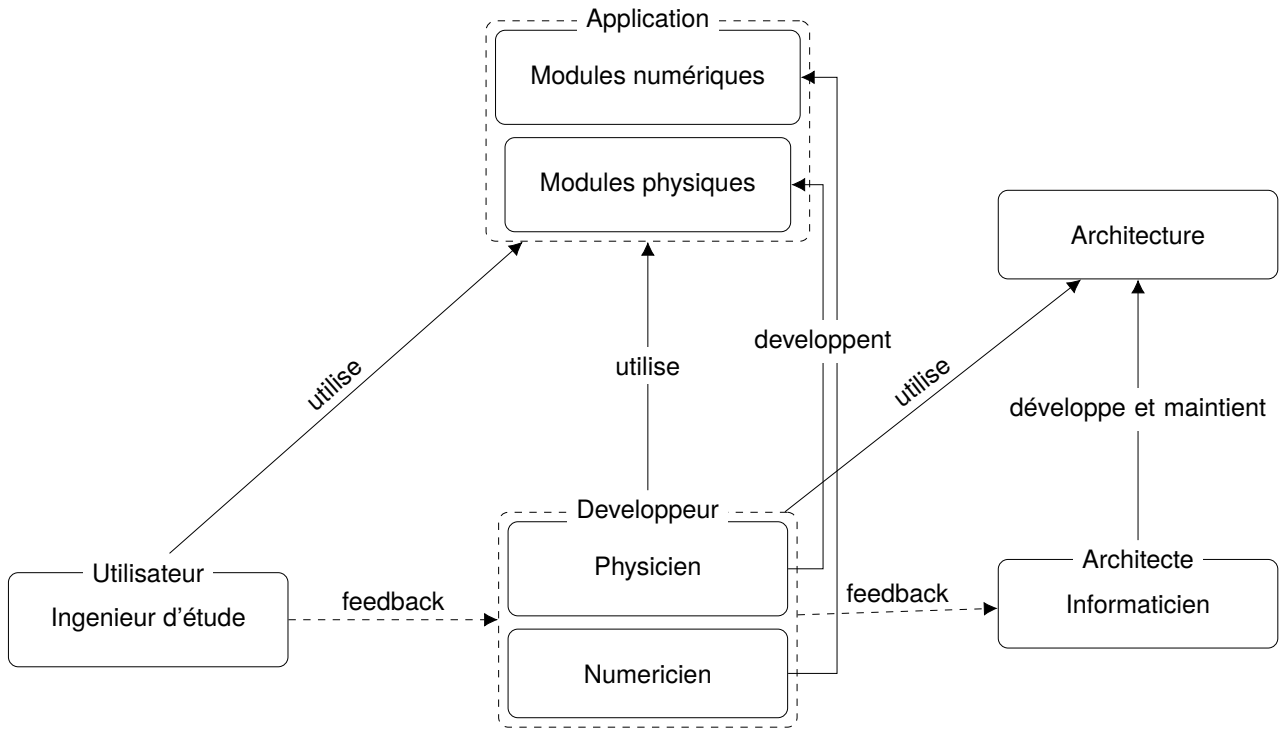 Application
Modules numériques
Modules physiques
Architecture
developpent
utilise
utilise
utilise
développe et maintient
Developpeur
Physicien
Numericien
Utilisateur
Ingenieur d'étude
feedback
feedback
Architecte
Informaticien